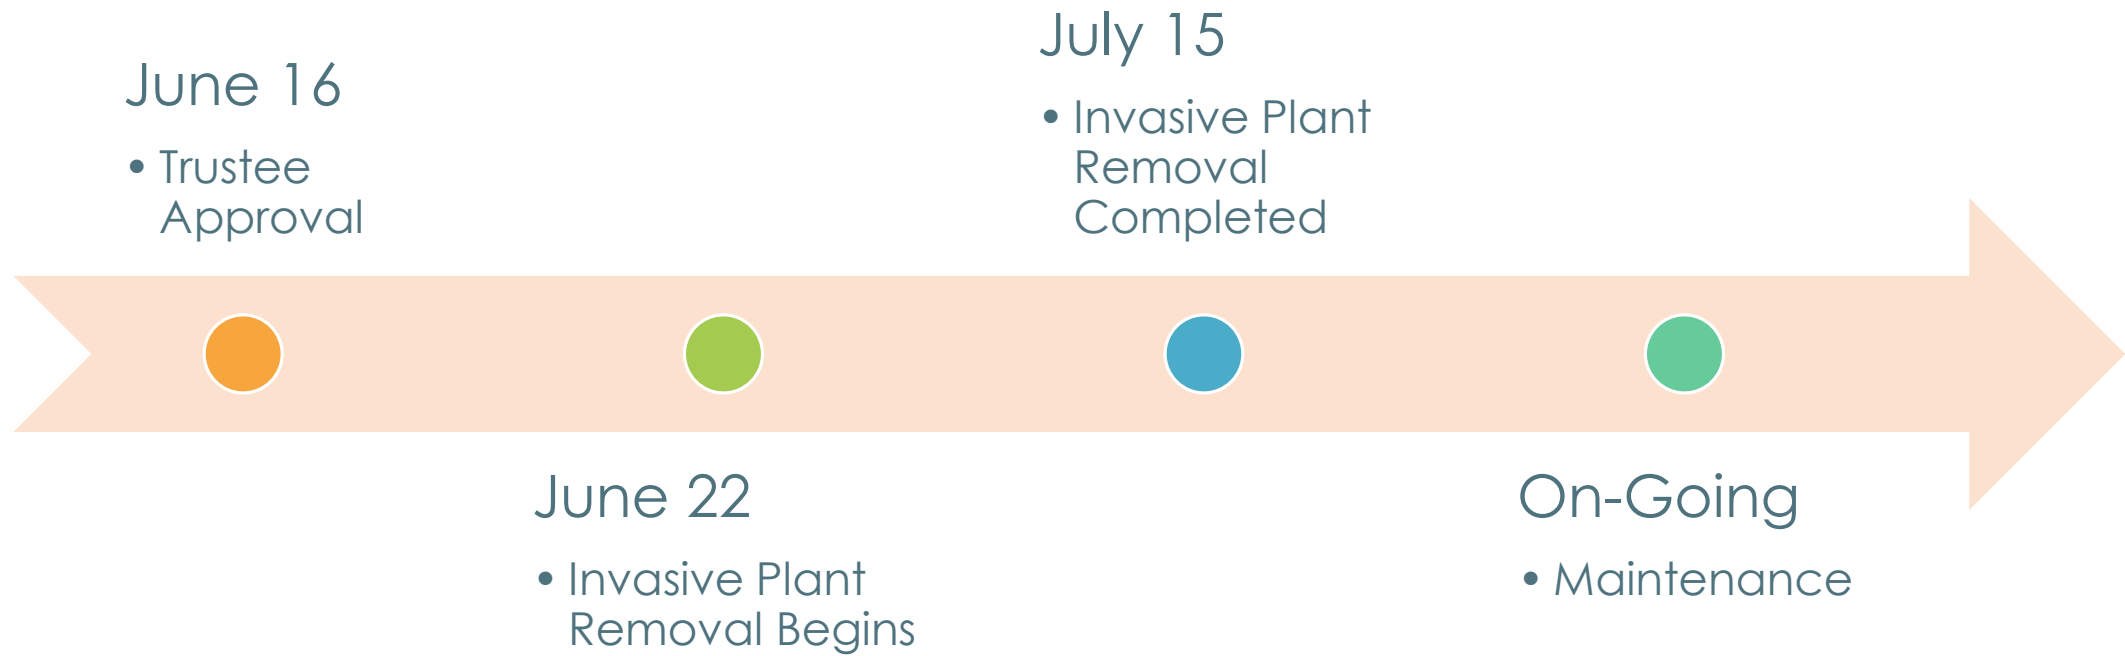 June 16
• Trustee
Approval
June 22
• Invasive Plant
Removal Begins
July 15
• Invasive Plant
Removal
Completed
On-Going
• Maintenance